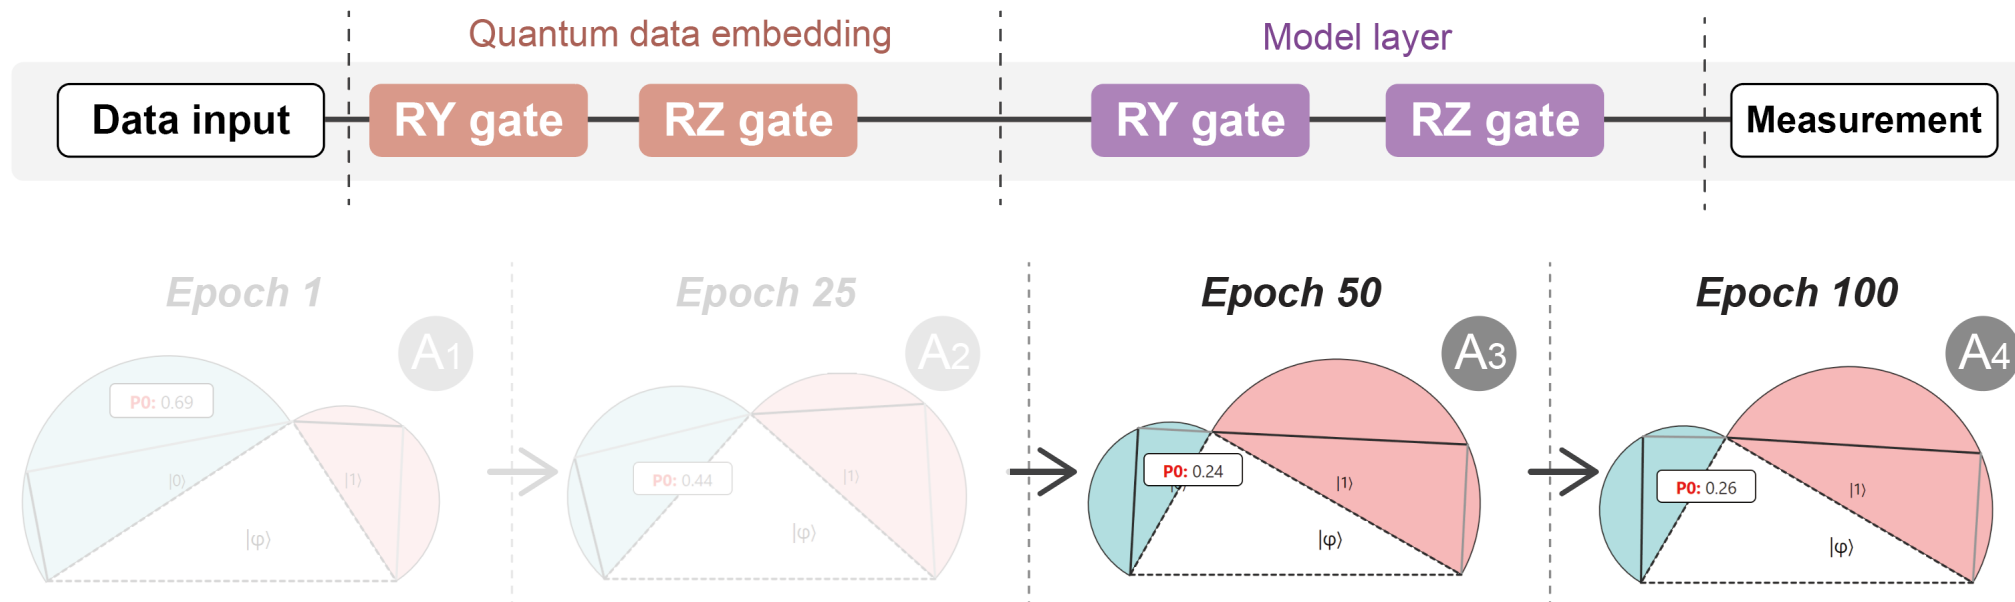 Quantum data embedding
Model layer
Data input
RY gate
RZ gate
RY gate
RZ gate
Measurement
Epoch 1
Epoch 25
Epoch 50
Epoch 100
A1
A2
A3
A4
P0: 0.69
|0⟩
|1⟩
|φ⟩
P0: 0.44
|1⟩
|φ⟩
P0: 0.24
|1⟩
|φ⟩
P0: 0.26
|1⟩
|φ⟩